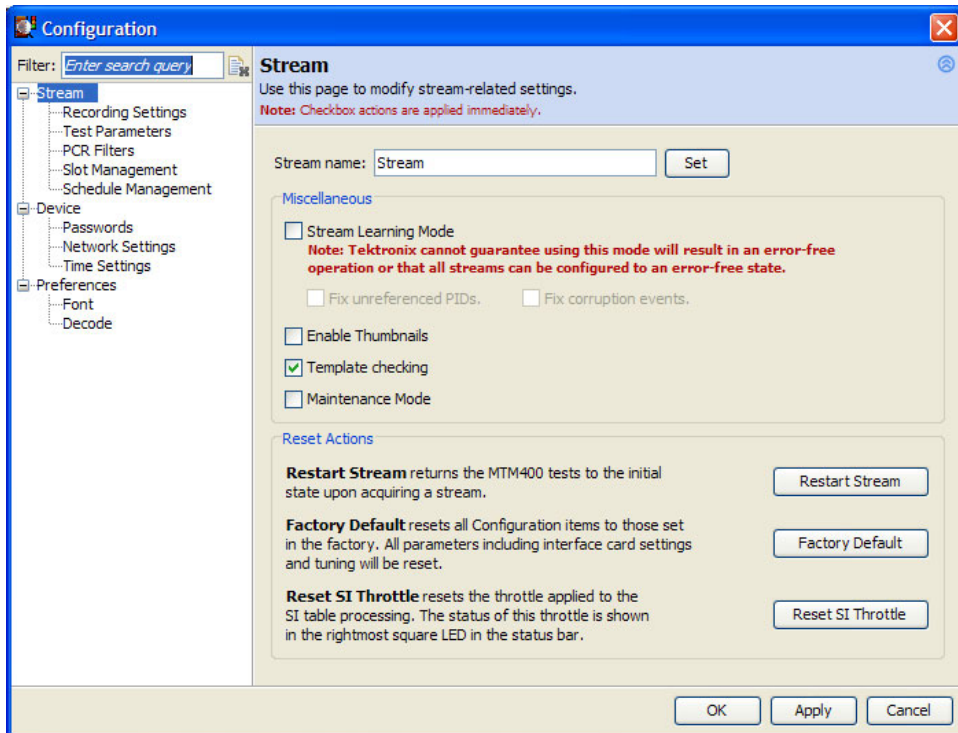 Configuration
Filter: Enter search query
Stream
Recording Settings
Test Parameters
PCR Filters
Slot Management
Schedule Management
Device
Passwords
Network Settings
Time Settings
Preferences
Font
Decode
Stream
Use this page to modify stream-related settings.
Note: Checkbox actions are applied immediately.
Stream name: Stream Set
Miscellaneous
Stream Learning Mode
Note: Tektronix cannot guarantee using this mode will result in an error-free
operation or that all streams can be configured to an error-free state.
Fix unreferenced PIDs. Fix corruption events.
Enable Thumbnails
Template checking
Maintenance Mode
Reset Actions
Restart Stream returns the MTM400 tests to the initial
state upon acquiring a stream.
Restart Stream
Factory Default resets all Configuration items to those set
in the factory. All parameters including interface card settings
and tuning will be reset.
Factory Default
Reset SI Throttle resets the throttle applied to the
SI table processing. The status of this throttle is shown
in the rightmost square LED in the status bar.
Reset SI Throttle
OK Apply Cancel